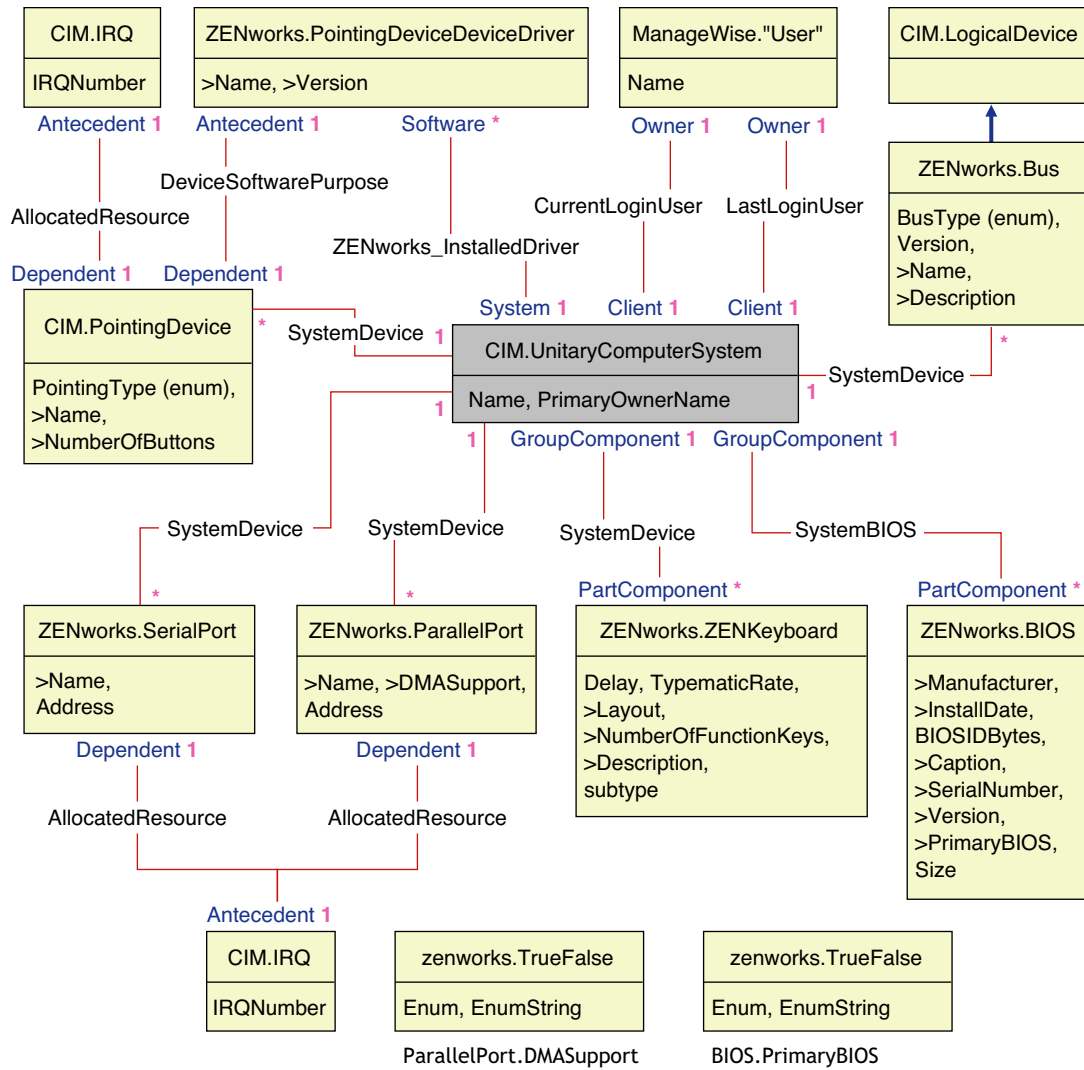 CIM.IRQ
IRQNumber
ZENworks.PointingDeviceDeviceDriver
>Name, >Version
ManageWise."User"
Name
CIM.LogicalDevice
Antecedent 1
Antecedent 1
Software *
Owner 1
Owner 1
DeviceSoftwarePurpose
AllocatedResource
CurrentLoginUser
LastLoginUser
ZENworks_InstalledDriver
ZENworks.Bus
BusType (enum),
Version,
>Name,
>Description
*
Dependent 1
Dependent 1
System 1
Client 1
Client 1
CIM.PointingDevice
PointingType (enum),
>Name,
>NumberOfButtons
*
SystemDevice
1
CIM.UnitaryComputerSystem
Name, PrimaryOwnerName
SystemDevice
1
1
1
GroupComponent 1
GroupComponent 1
SystemDevice
SystemDevice
SystemDevice
SystemBIOS
*
*
PartComponent *
PartComponent *
ZENworks.SerialPort
>Name,
Address
ZENworks.ParallelPort
>Name, >DMASupport,
Address
ZENworks.ZENKeyboard
Delay, TypematicRate,
>Layout,
>NumberOfFunctionKeys,
>Description,
subtype
ZENworks.BIOS
>Manufacturer,
>InstallDate,
BIOSIDBytes,
>Caption,
>SerialNumber,
>Version,
>PrimaryBIOS,
Size
Dependent 1
Dependent 1
AllocatedResource
AllocatedResource
Antecedent 1
CIM.IRQ
IRQNumber
zenworks.TrueFalse
Enum, EnumString
ParallelPort.DMASupport
zenworks.TrueFalse
Enum, EnumString
BIOS.PrimaryBIOS